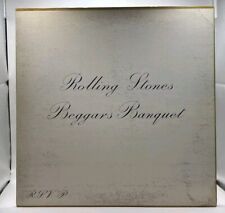 Rolling Stones
Beggars Banquet
R.S.V.P.